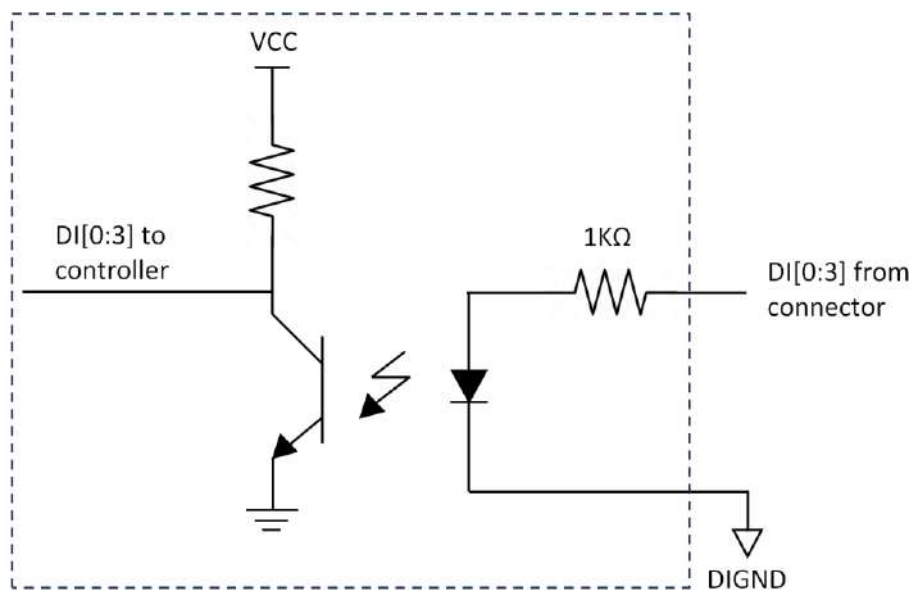 VCC
DI[0:3] to
controller
1KΩ
DI[0:3] from
connector
DIGND